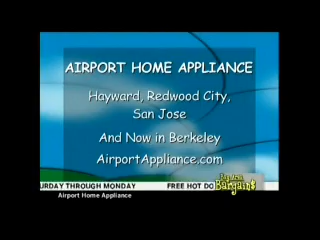 AIRPORT HOME APPLIANCE
Hayward, Redwood City,
San Jose
And Now in Berkeley
AirportAppliance.com
URDAY THROUGH MONDAY FREE HOT DO
Bargain$
Airport Home Appliance